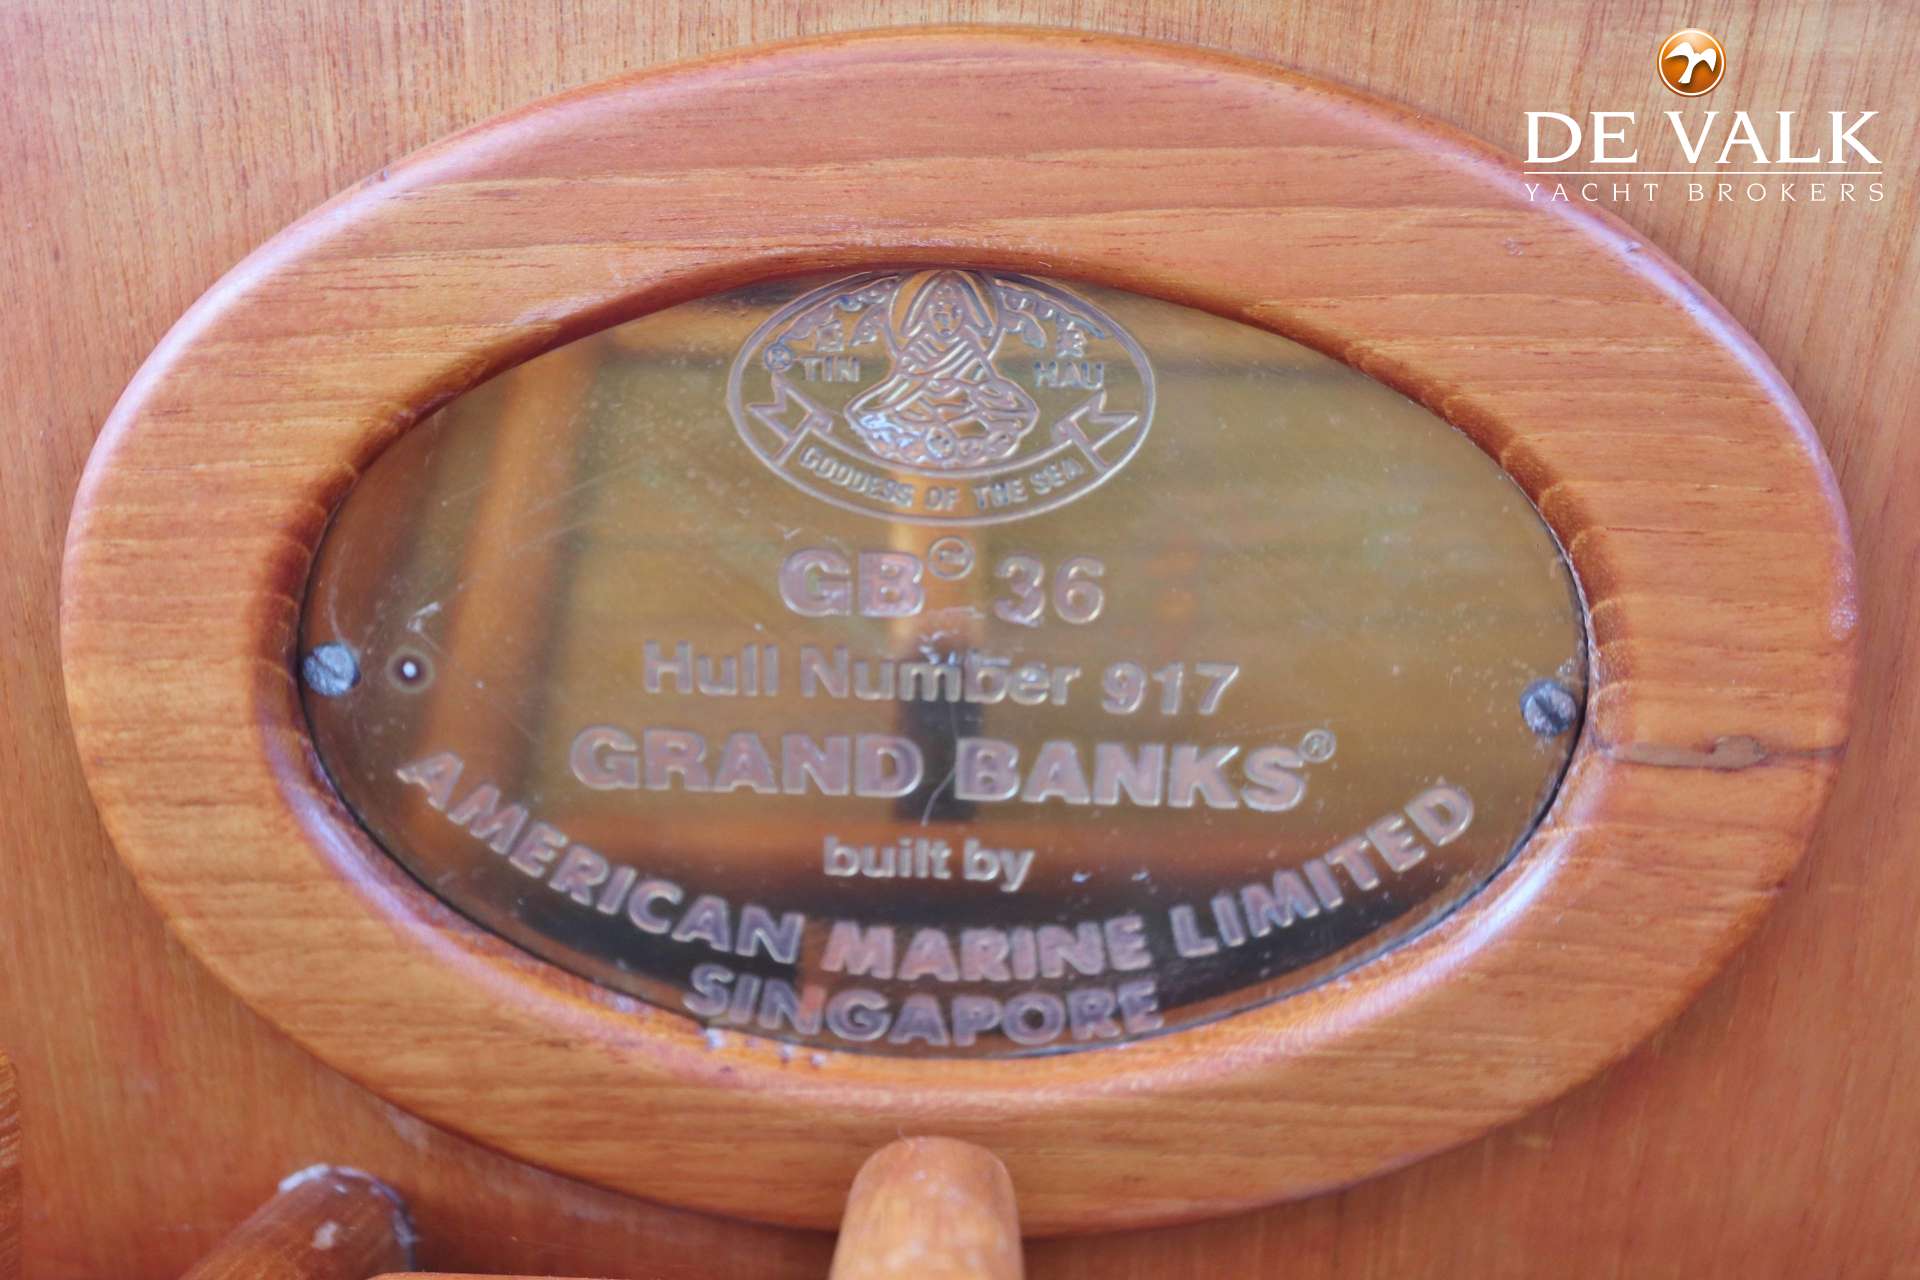 DE VALK
YACHT BROKERS
TIN HAU
GODDESS OF THE SEA
GB 36
Hull Number 917
GRAND BANKS®
built by
AMERICAN MARINE LIMITED
SINGAPORE